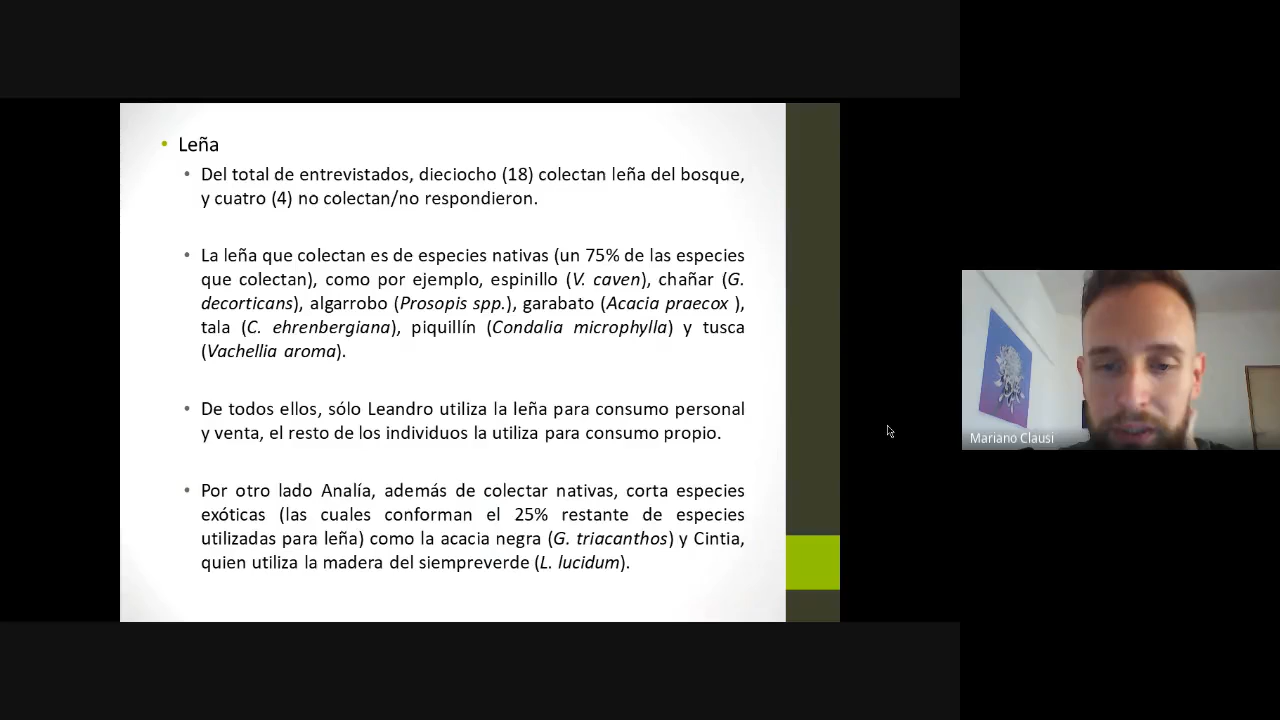 Leña
Del total de entrevistados, dieciocho (18) colectan leña del bosque,
y cuatro (4) no colectan/no respondieron.
La leña que colectan es de especies nativas (un 75% de las especies
que colectan), como por ejemplo, espinillo (V. caven), chañar (G.
decorticans), algarrobo (Prosopis spp.), garabato (Acacia praecox ),
tala (C. ehrenbergiana), piquillín (Condalia microphylla) y tusca
(Vachellia aroma).
De todos ellos, sólo Leandro utiliza la leña para consumo personal
y venta, el resto de los individuos la utiliza para consumo propio.
Por otro lado Analía, además de colectar nativas, corta especies
exóticas (las cuales conforman el 25% restante de especies
utilizadas para leña) como la acacia negra (G. triacanthos) y Cintia,
quien utiliza la madera del siempreverde (L. lucidum).
Mariano Clausi